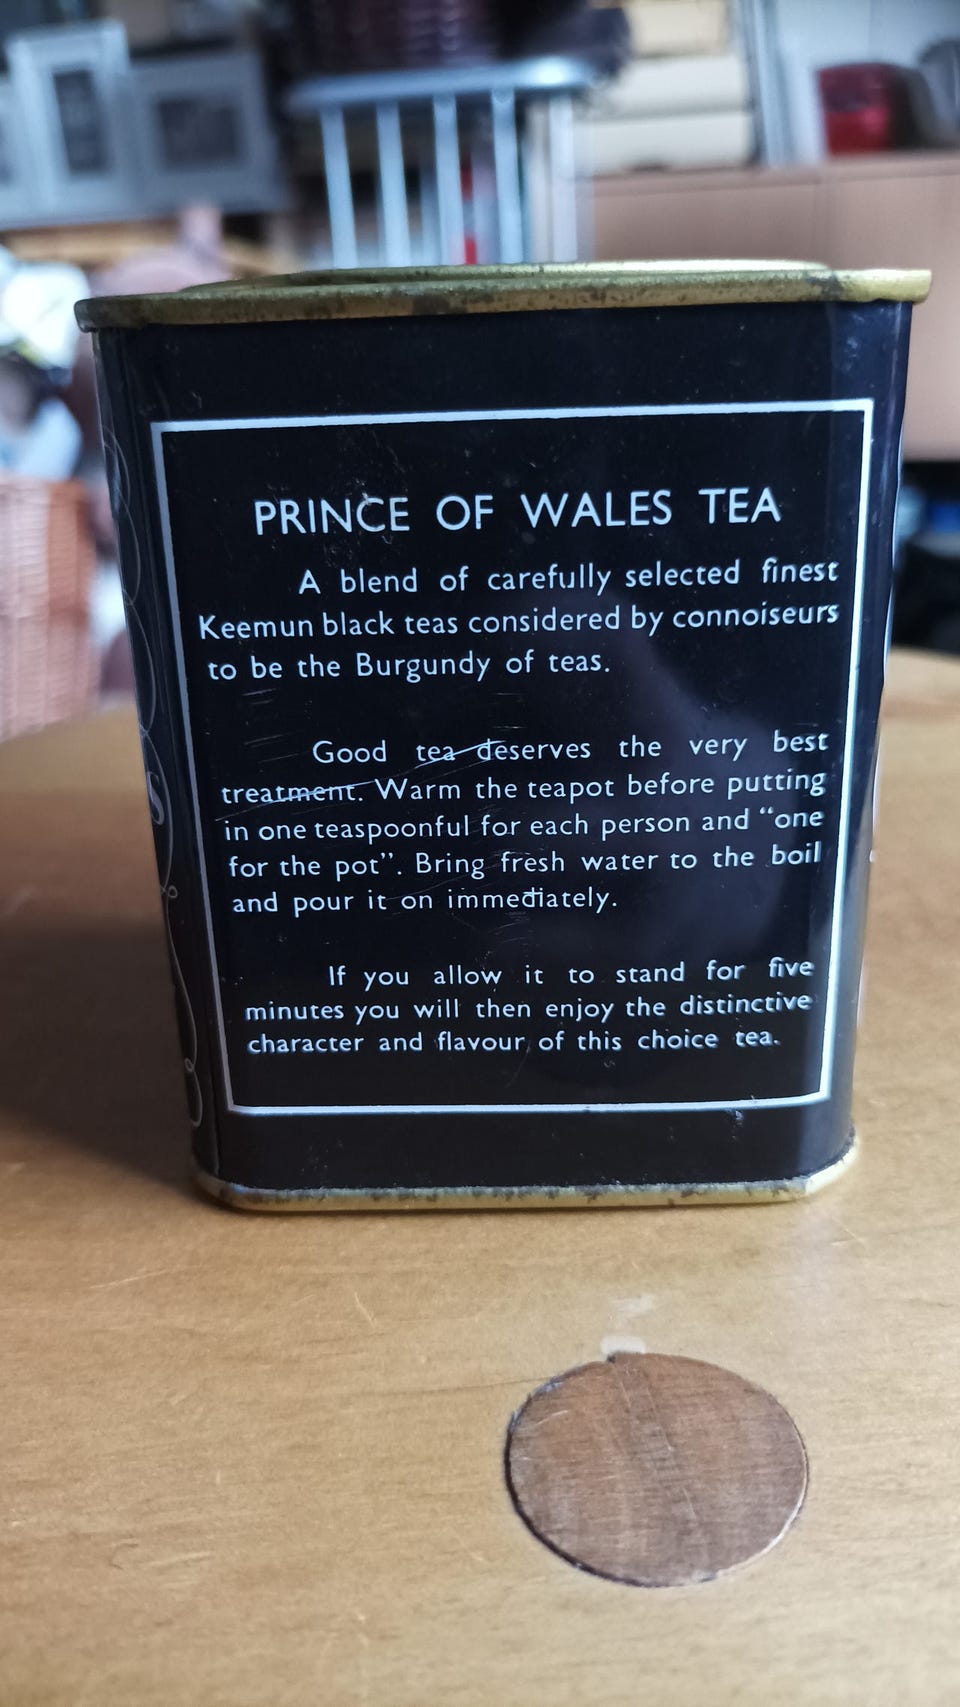 PRINCE OF WALES TEA
A blend of carefully selected finest
Keemun black teas considered by connoiseurs
to be the Burgundy of teas.
Good tea deserves the very best
treatment. Warm the teapot before putting
in one teaspoonful for each person and “one
for the pot”. Bring fresh water to the boil
and pour it on immediately.
If you allow it to stand for five
minutes you will then enjoy the distinctive
character and flavour of this choice tea.